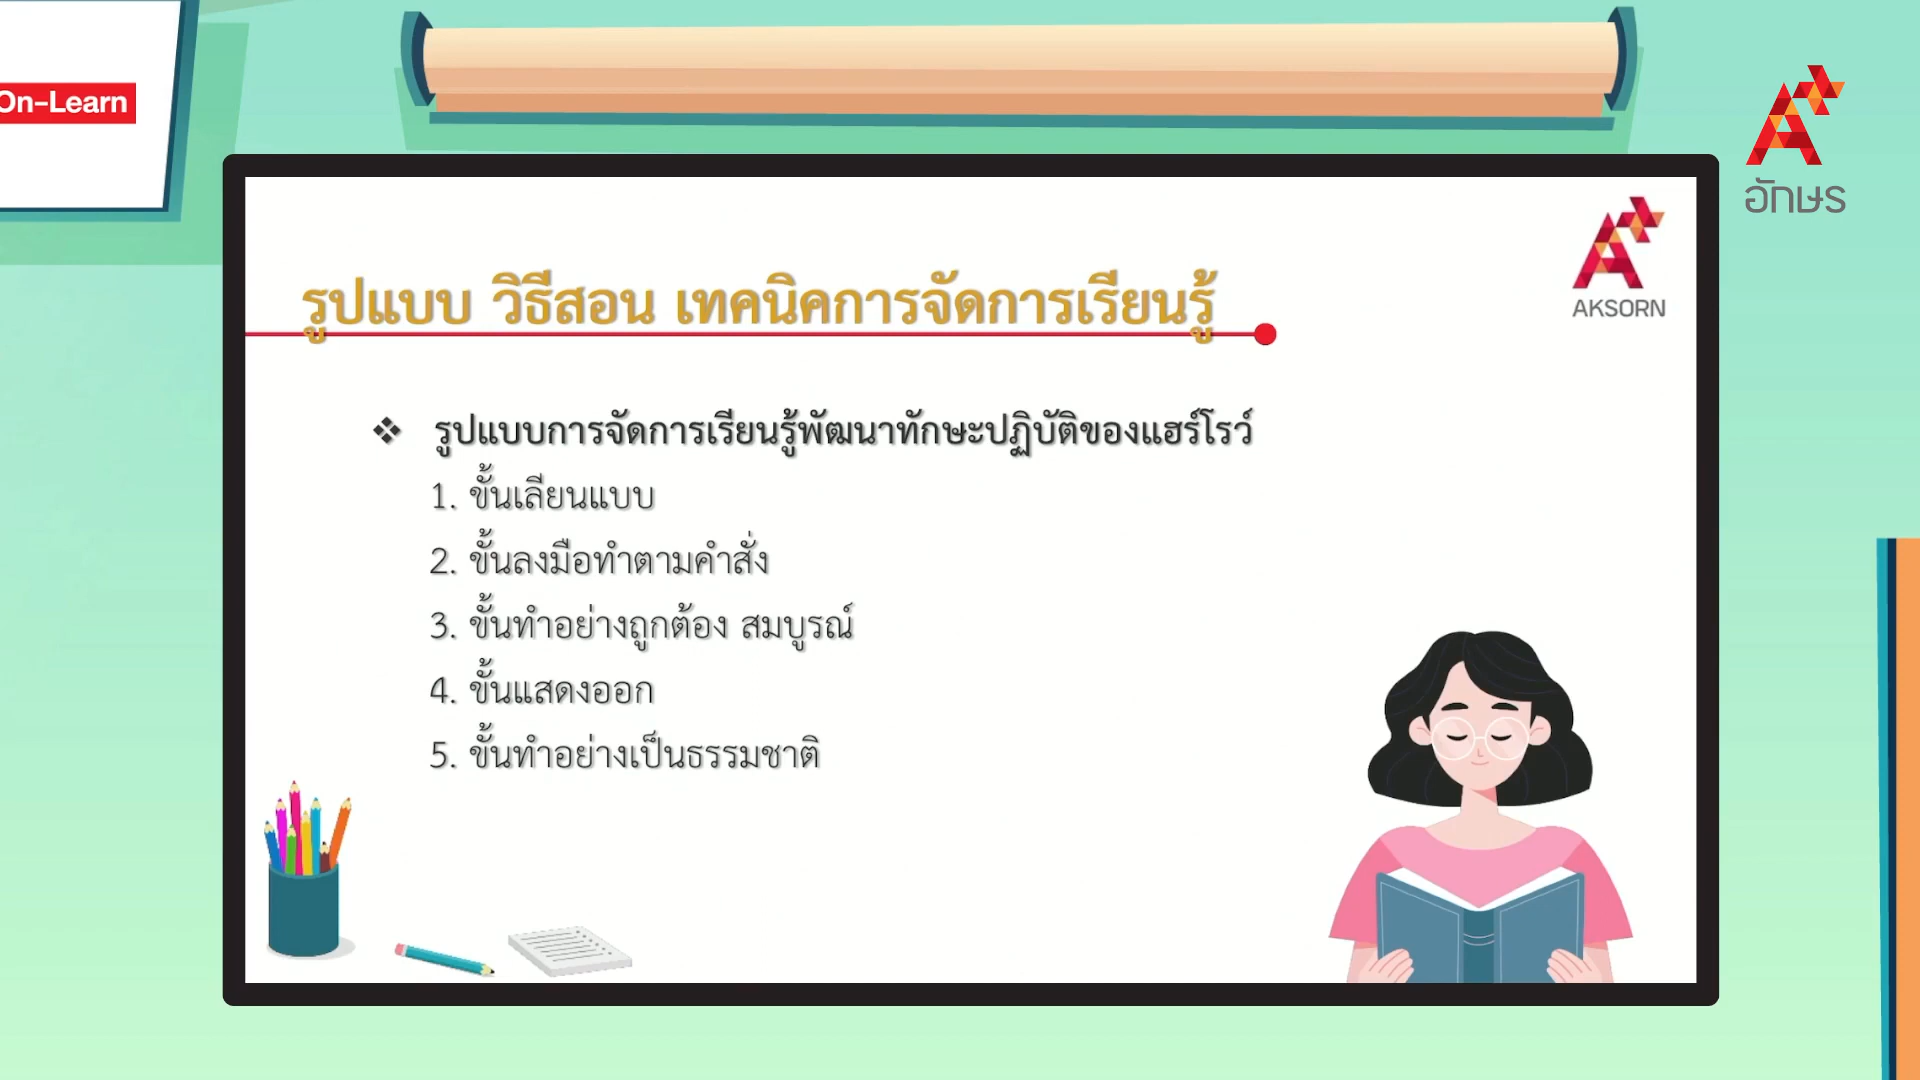 On-Learn
อักษร
AKSORN
รูปแบบ วิธีสอน เทคนิคการจัดการเรียนรู้
❖ รูปแบบการจัดการเรียนรู้พัฒนาทักษะปฏิบัติของแฮร์โรว์
1. ขั้นเลียนแบบ
2. ขั้นลงมือทำตามคำสั่ง
3. ขั้นทำอย่างถูกต้อง สมบูรณ์
4. ขั้นแสดงออก
5. ขั้นทำอย่างเป็นธรรมชาติ